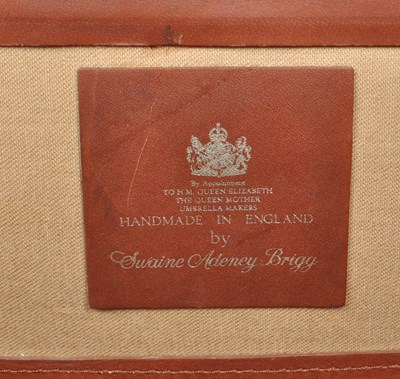 By Appointment
TO H.M. QUEEN ELIZABETH
THE QUEEN MOTHER
UMBRELLA MAKERS
HANDMADE IN ENGLAND
by
Swaine Adeney Brigg